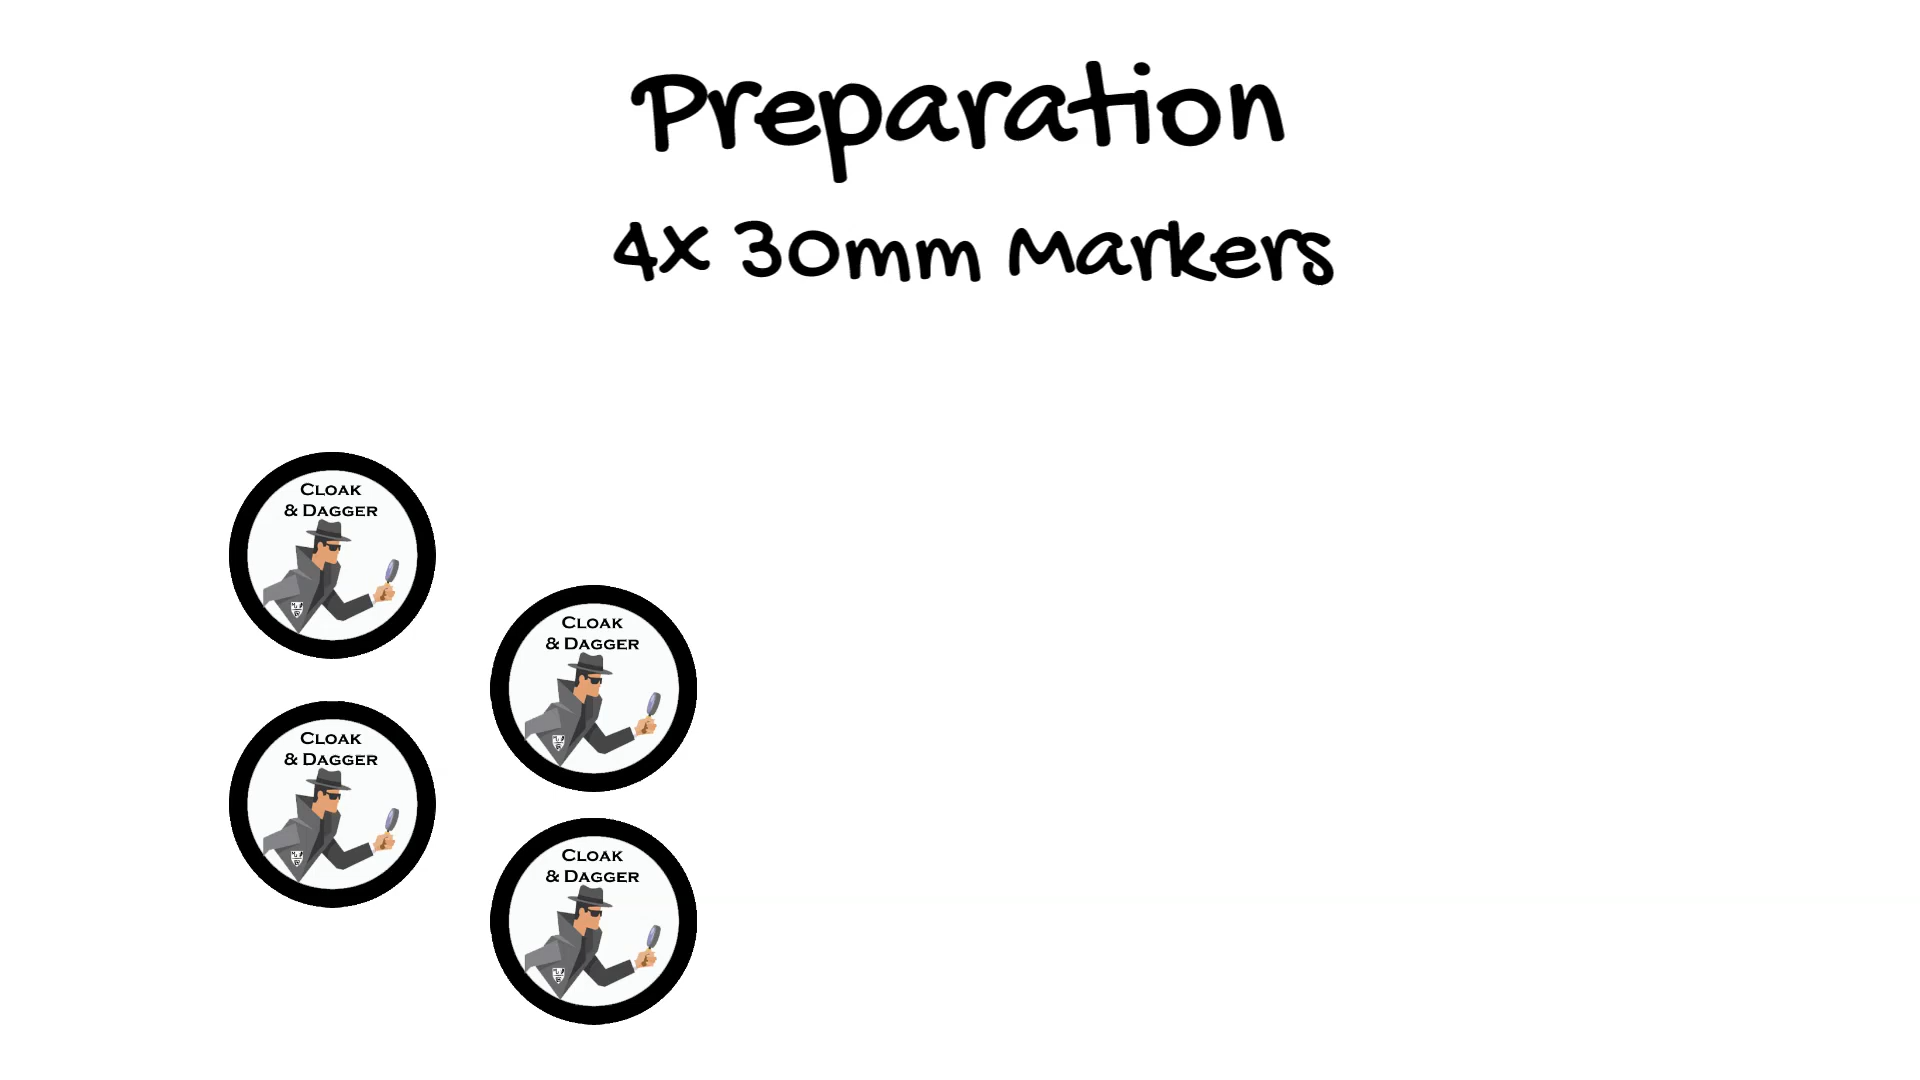 Preparation
4X 30mm Markers
CLOAK
& DAGGER
CLOAK
& DAGGER
CLOAK
& DAGGER
CLOAK
& DAGGER